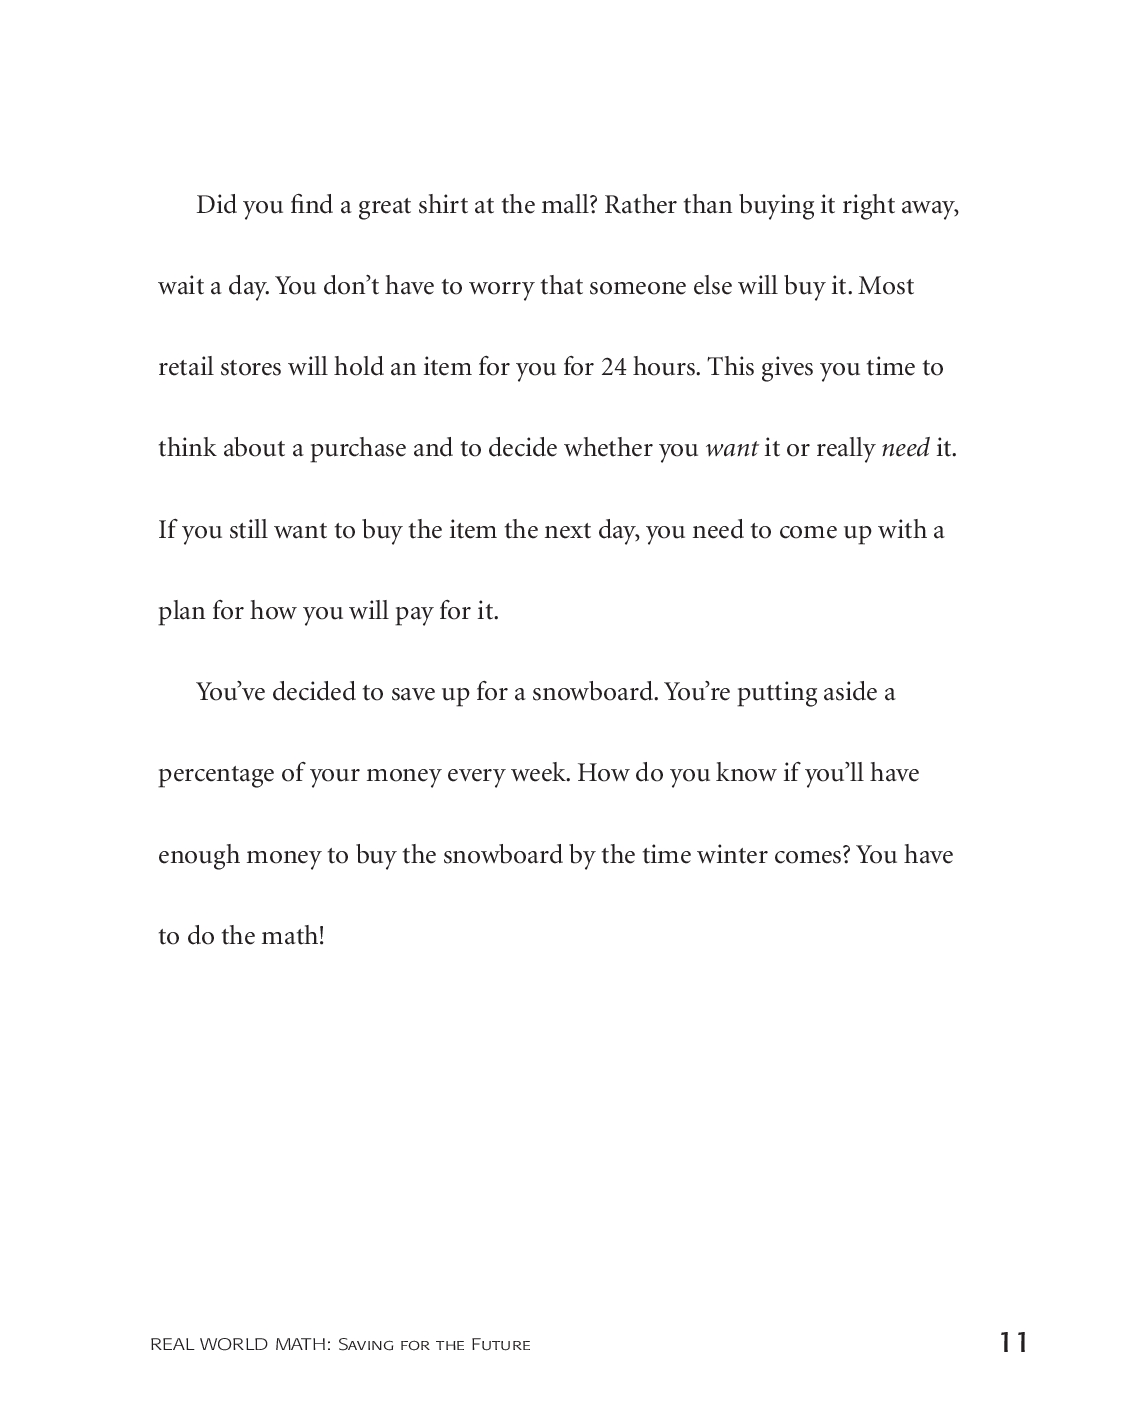 Did you find a great shirt at the mall? Rather than buying it right away,
wait a day. You don’t have to worry that someone else will buy it. Most
retail stores will hold an item for you for 24 hours. This gives you time to
think about a purchase and to decide whether you want it or really need it.
If you still want to buy the item the next day, you need to come up with a
plan for how you will pay for it.
You’ve decided to save up for a snowboard. You’re putting aside a
percentage of your money every week. How do you know if you’ll have
enough money to buy the snowboard by the time winter comes? You have
to do the math!
REAL WORLD MATH: Saving for the Future 11